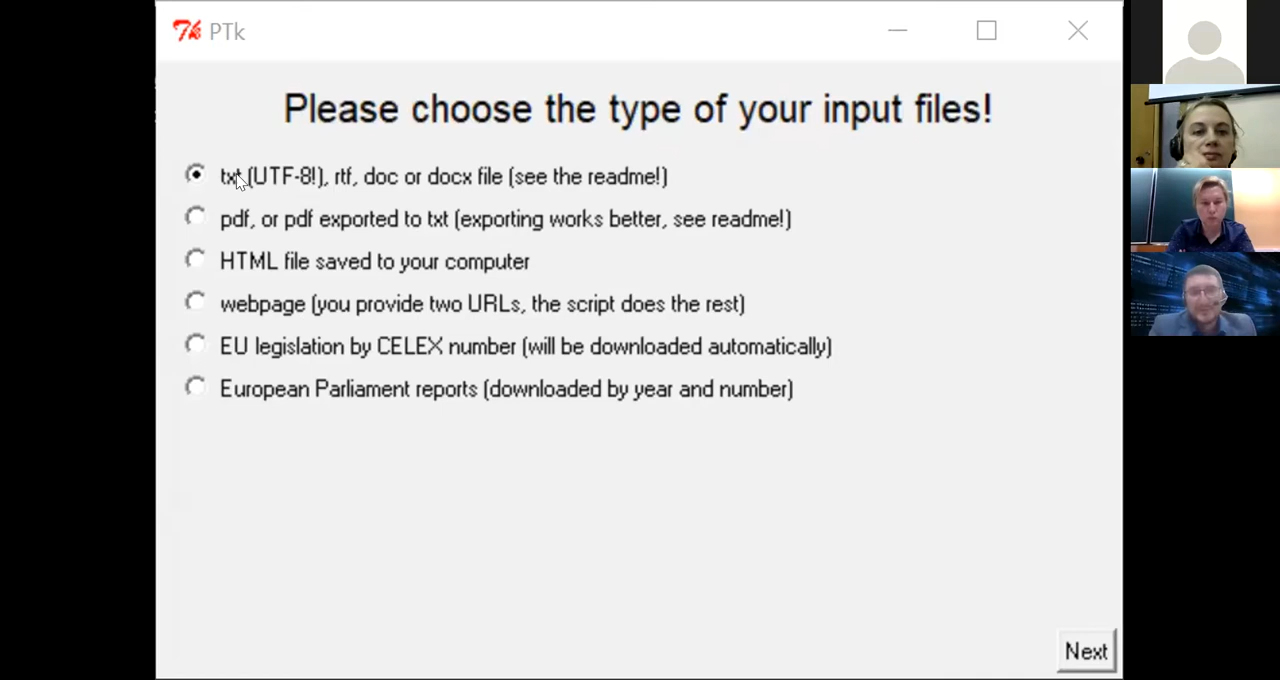 PTk
Please choose the type of your input files!
txt (UTF-8!), rtf, doc or docx file (see the readme!)
pdf, or pdf exported to txt (exporting works better, see readme!)
HTML file saved to your computer
webpage (you provide two URLs, the script does the rest)
EU legislation by CELEX number (will be downloaded automatically)
European Parliament reports (downloaded by year and number)
Next